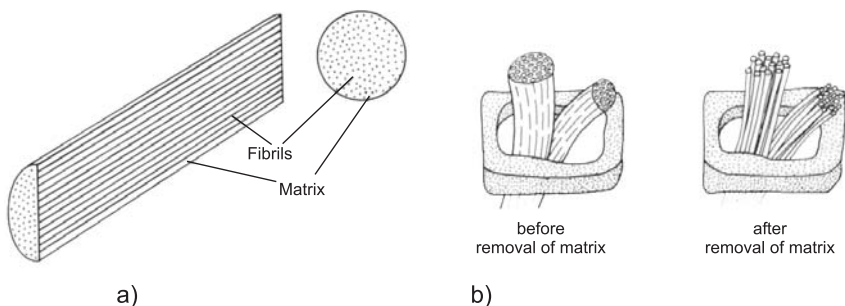 Fibrils
Matrix
before
removal of matrix
after
removal of matrix
a)
b)